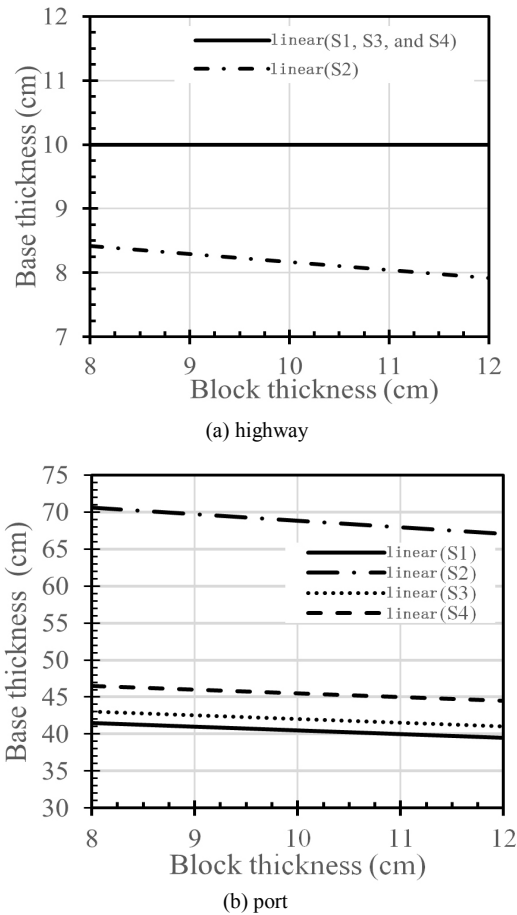 12
11
10
9
8
7
Base thickness (cm)
linear(S1, S3, and S4)
linear(S2)
8 9 10 11 12
Block thickness (cm)
(a) highway
75
70
65
60
55
50
45
40
35
30
Base thickness (cm)
linear(S1)
linear(S2)
linear(S3)
linear(S4)
8 9 10 11 12
Block thickness (cm)
(b) port